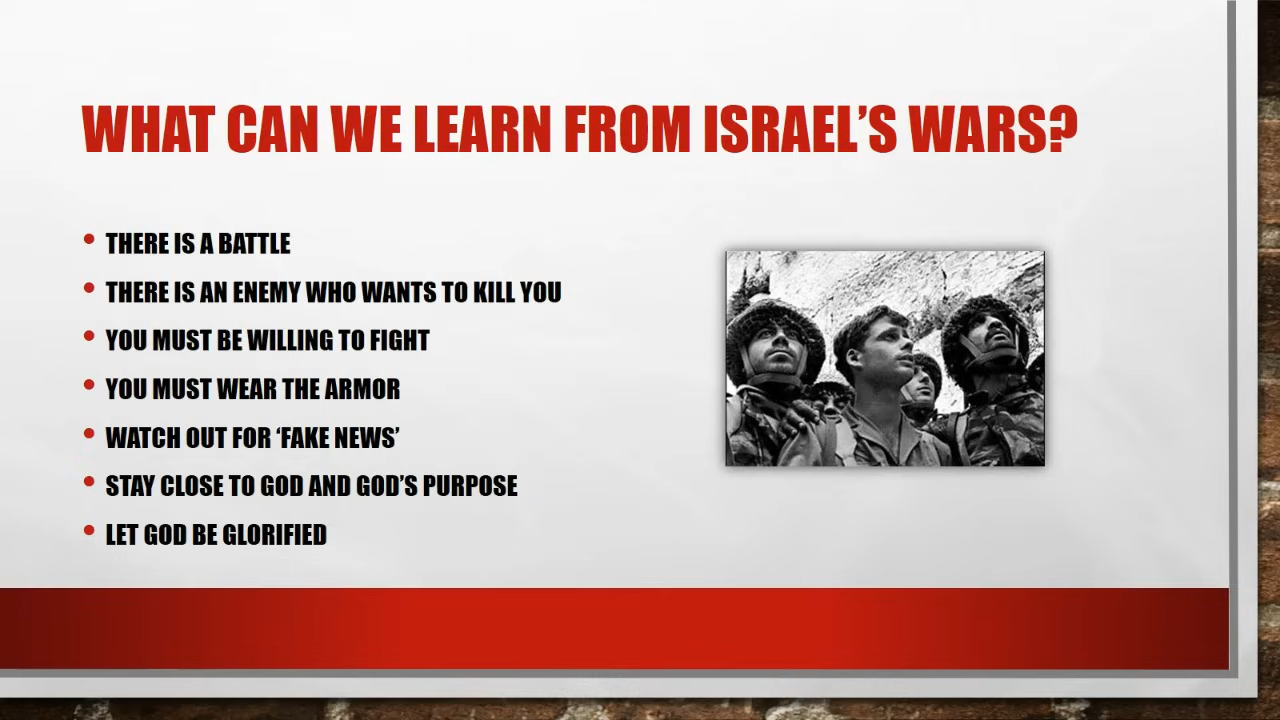 WHAT CAN WE LEARN FROM ISRAEL'S WARS?
• THERE IS A BATTLE
• THERE IS AN ENEMY WHO WANTS TO KILL YOU
• YOU MUST BE WILLING TO FIGHT
• YOU MUST WEAR THE ARMOR
• WATCH OUT FOR ‘FAKE NEWS’
• STAY CLOSE TO GOD AND GOD’S PURPOSE
• LET GOD BE GLORIFIED